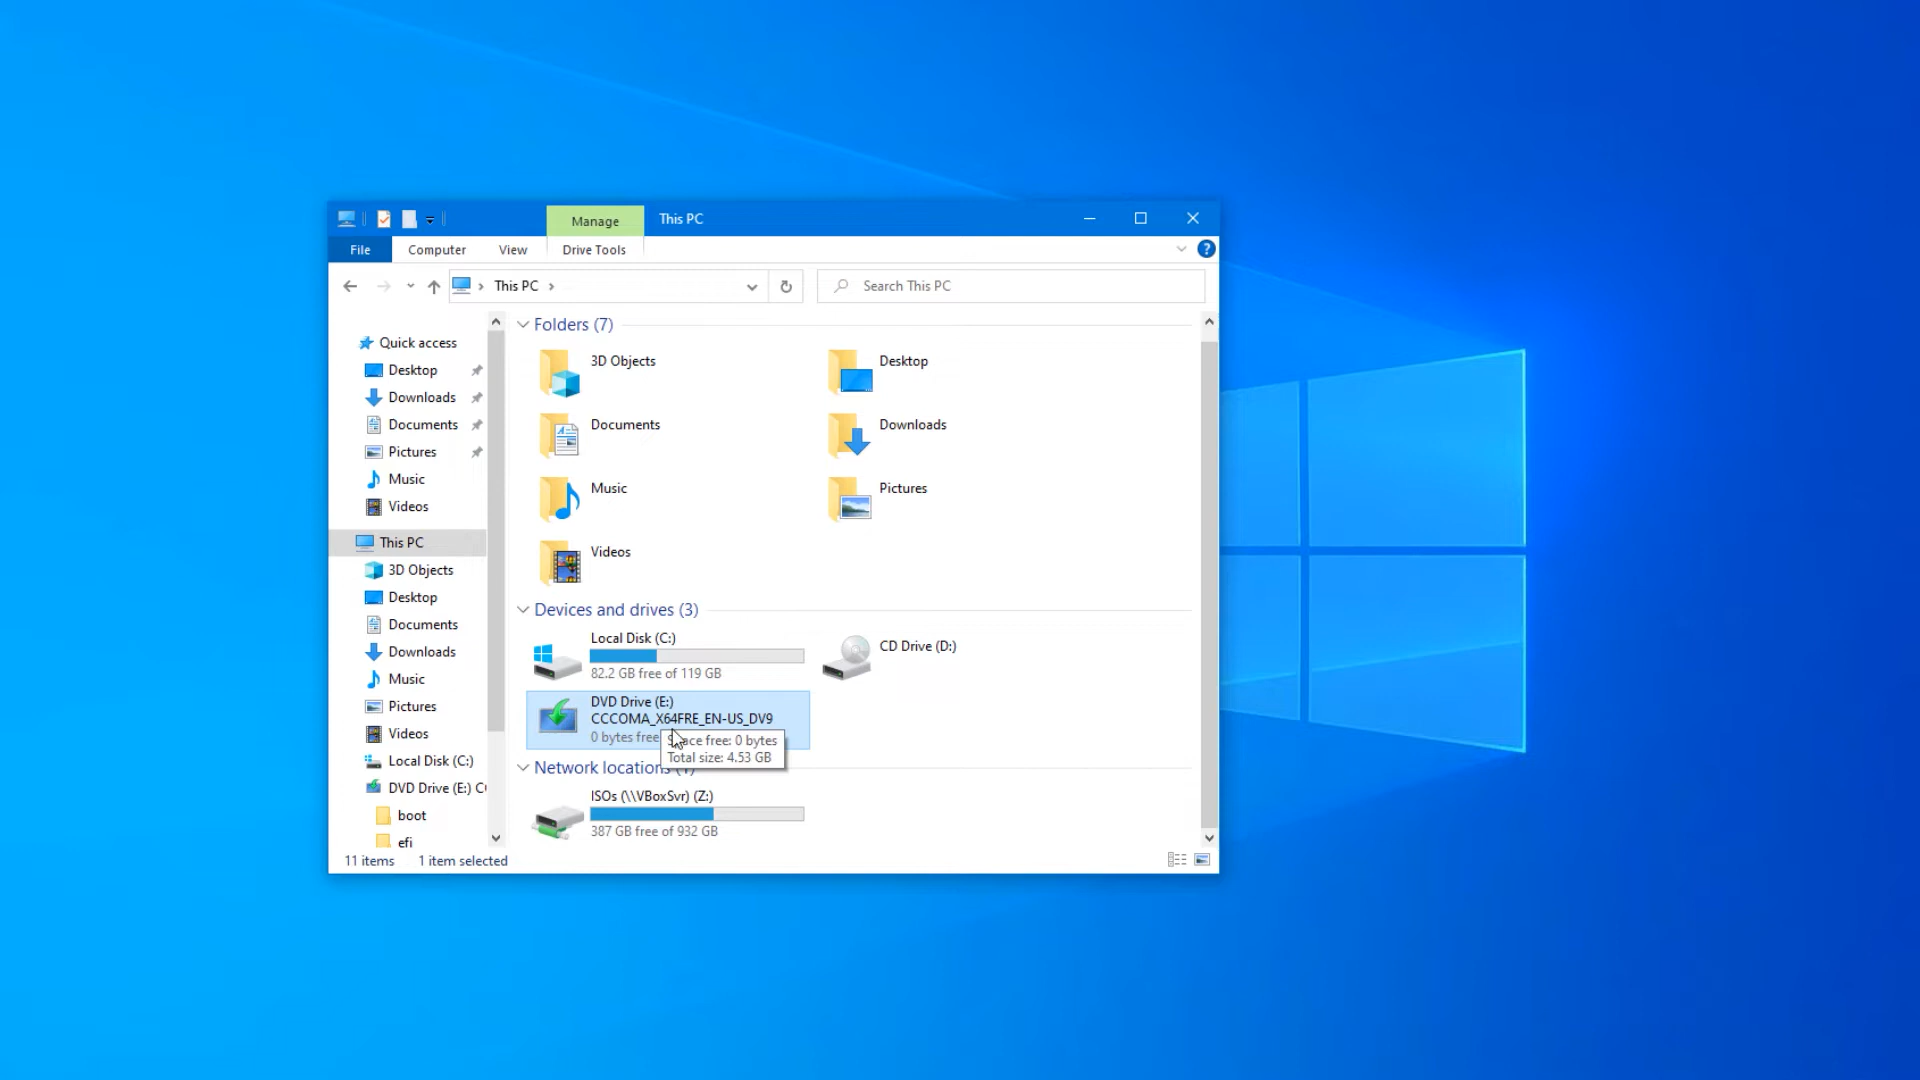 Manage
This PC
File
Computer
View
Drive Tools
This PC
Search This PC
Quick access
Desktop
Downloads
Documents
Pictures
Music
Videos
This PC
3D Objects
Desktop
Documents
Downloads
Music
Pictures
Videos
Local Disk (C:)
DVD Drive (E:) C
boot
efi
Folders (7)
3D Objects
Desktop
Documents
Downloads
Music
Pictures
Videos
Devices and drives (3)
Local Disk (C:)
82.2 GB free of 119 GB
CD Drive (D:)
DVD Drive (E:)
CCCOMA_X64FRE_EN-US_DV9
0 bytes free
free: 0 bytes
Total size: 4.53 GB
Network locations
ISOs (\\VBoxSvr) (Z:)
387 GB free of 932 GB
11 items
1 item selected